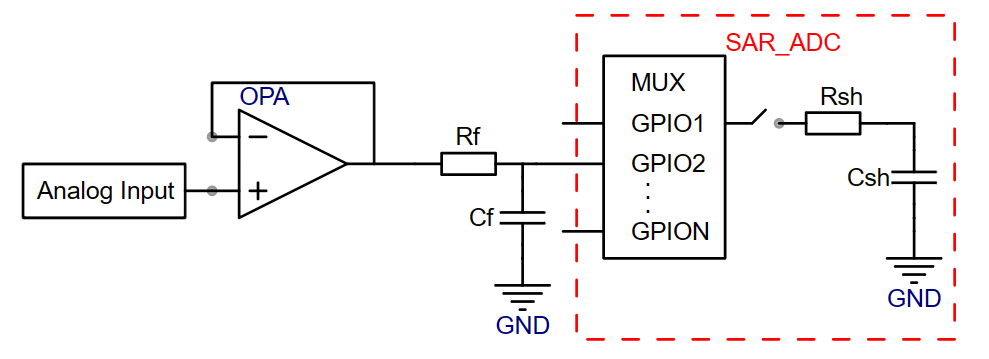 SAR_ADC
OPA
MUX
Rsh
Rf
GPIO1
GPIO2
Analog Input
Csh
Cf
GPION
GND
GND